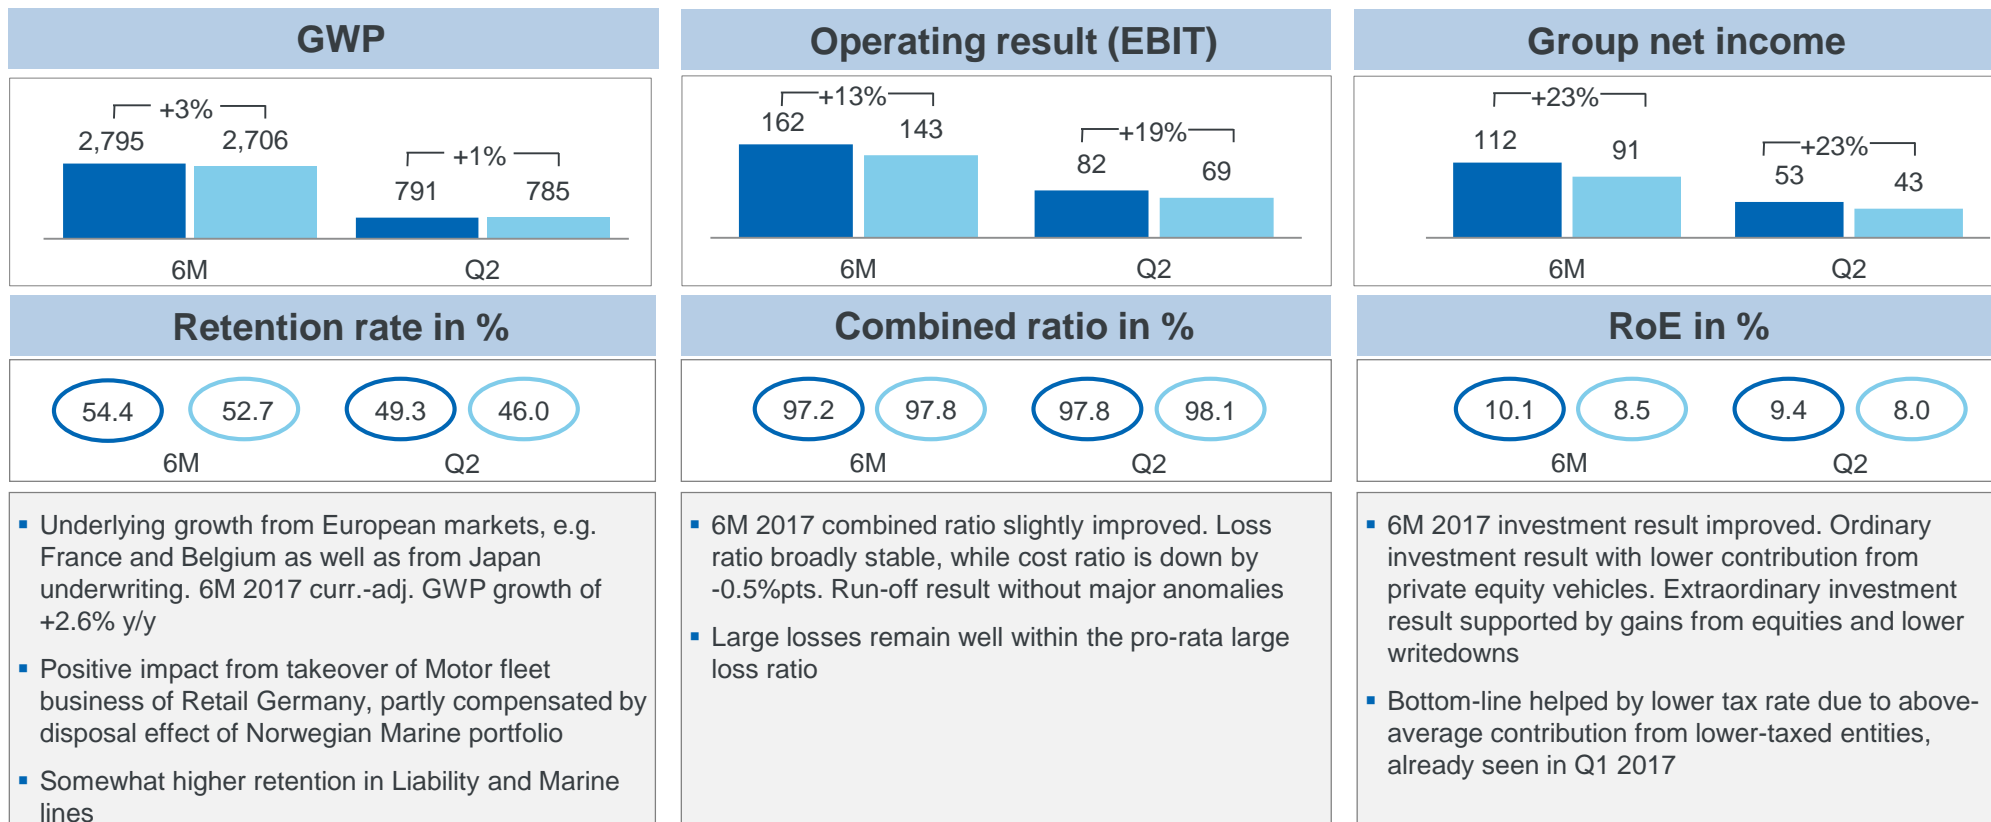 GWP
+3%
2,795
2,706
+1%
791
785
6M
Q2
Operating result (EBIT)
+13%
162
143
+19%
82
69
6M
Q2
Group net income
+23%
112
91
+23%
53
43
6M
Q2
Retention rate in %
54.4
52.7
49.3
46.0
6M
Q2
Combined ratio in %
97.2
97.8
97.8
98.1
6M
Q2
RoE in %
10.1
8.5
9.4
8.0
6M
Q2
▪ Underlying growth from European markets, e.g.
France and Belgium as well as from Japan
underwriting. 6M 2017 curr.-adj. GWP growth of
+2.6% y/y
▪ Positive impact from takeover of Motor fleet
business of Retail Germany, partly compensated by
disposal effect of Norwegian Marine portfolio
▪ Somewhat higher retention in Liability and Marine
lines
▪ 6M 2017 combined ratio slightly improved. Loss
ratio broadly stable, while cost ratio is down by
-0.5%pts. Run-off result without major anomalies
▪ Large losses remain well within the pro-rata large
loss ratio
▪ 6M 2017 investment result improved. Ordinary
investment result with lower contribution from
private equity vehicles. Extraordinary investment
result supported by gains from equities and lower
writedowns
▪ Bottom-line helped by lower tax rate due to above-
average contribution from lower-taxed entities,
already seen in Q1 2017